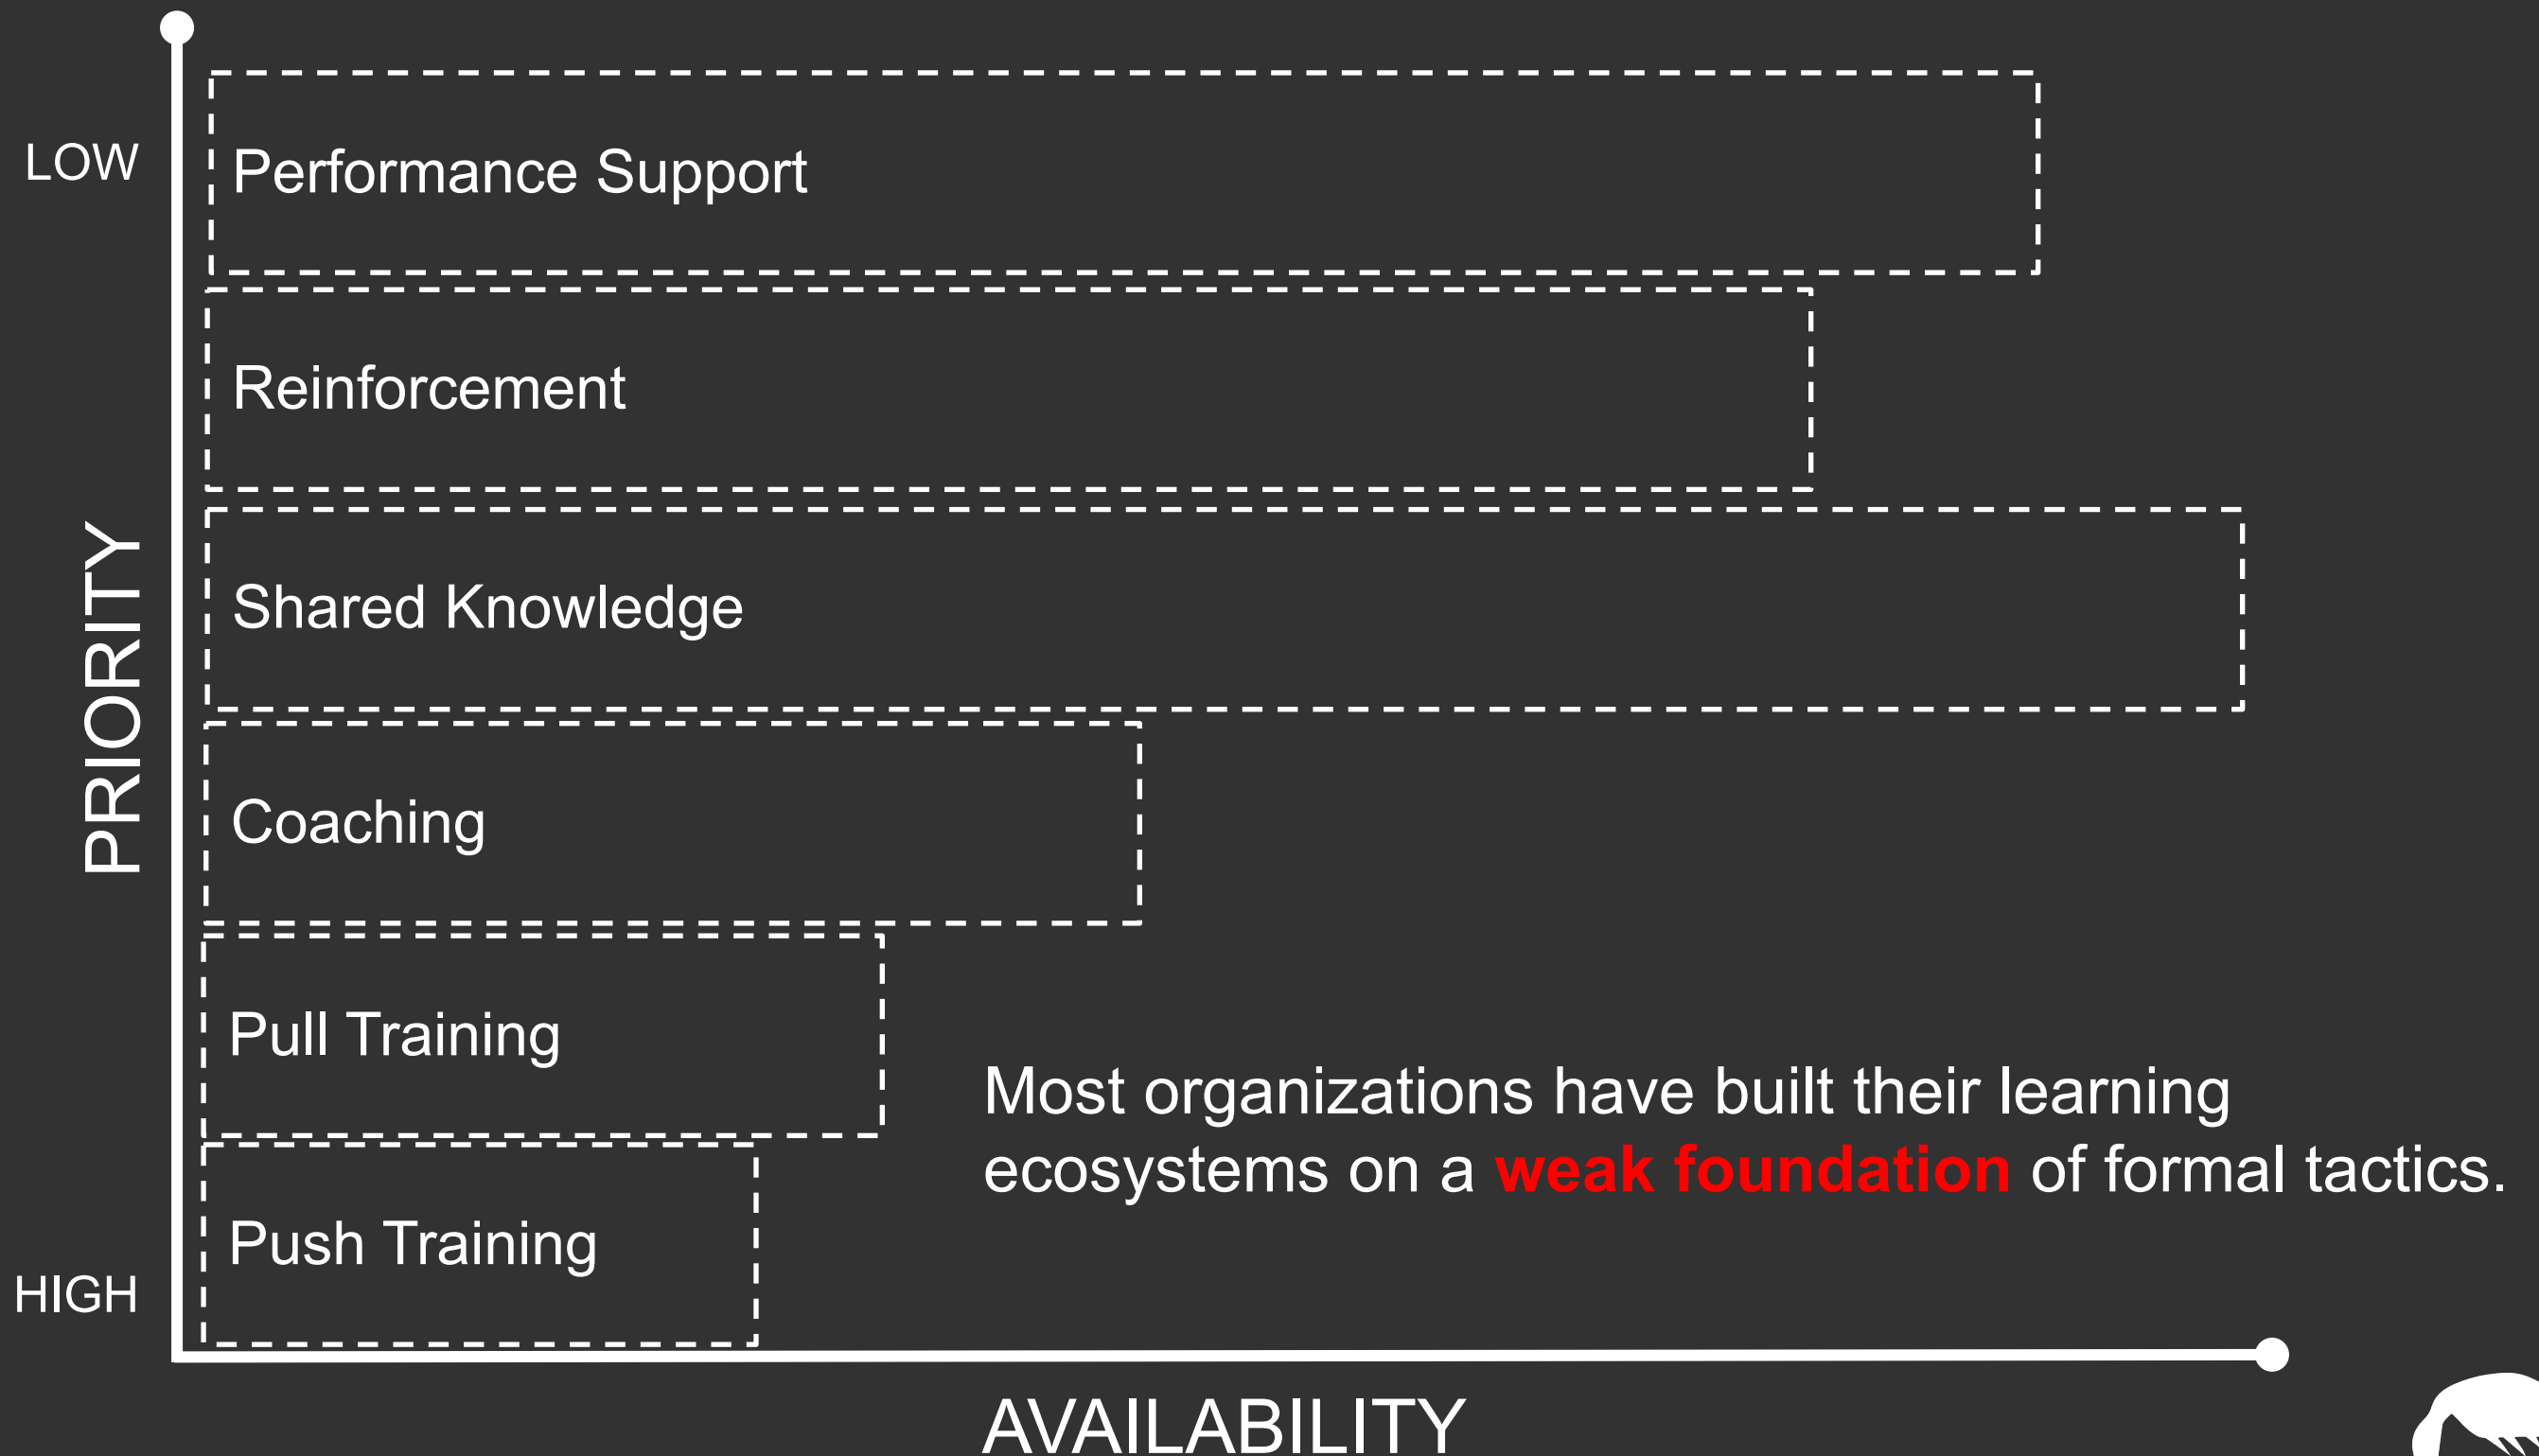 LOW
Performance Support
Reinforcement
Shared Knowledge
PRIORITY
Coaching
Pull Training
Most organizations have built their learning
ecosystems on a weak foundation of formal tactics.
Push Training
HIGH
AVAILABILITY